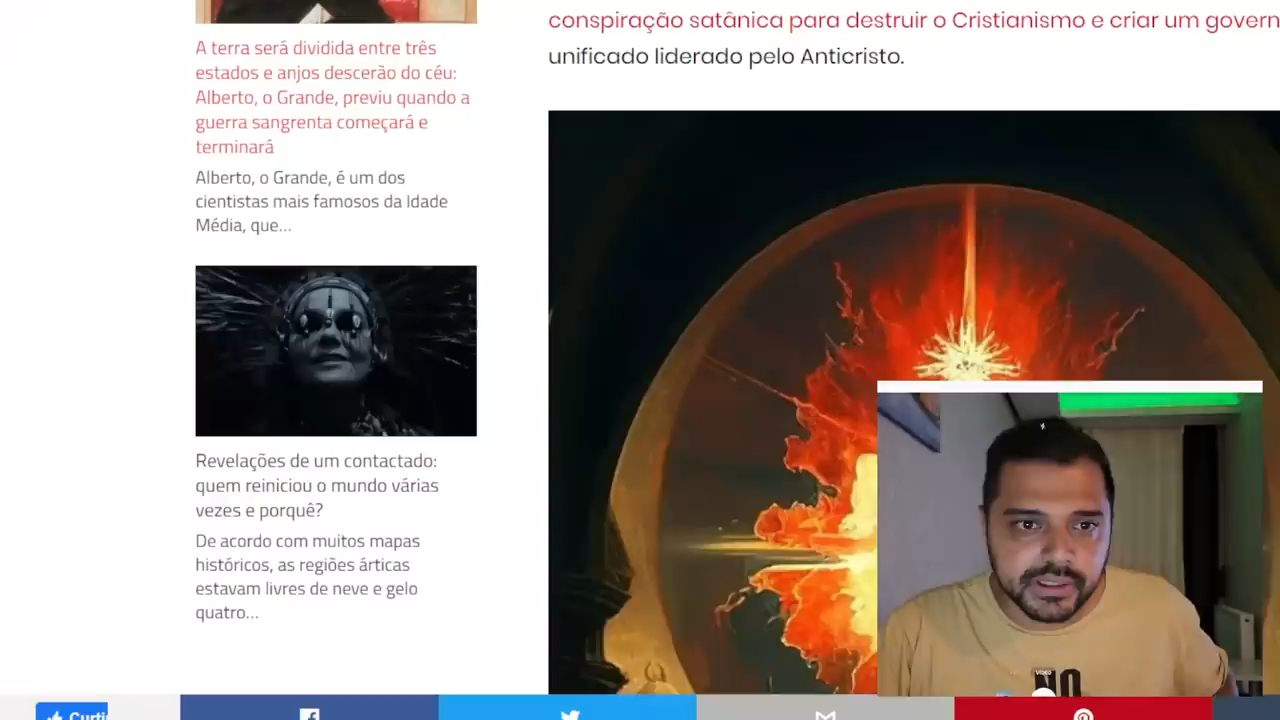 conspiração satânica para destruir o Cristianismo e criar um govern
unificado liderado pelo Anticristo.
A terra será dividida entre três
estados e anjos descerão do céu:
Alberto, o Grande, previu quando a
guerra sangrenta começará e
terminará
Alberto, o Grande, é um dos
cientistas mais famosos da Idade
Média, que...
Revelações de um contactado:
quem reiniciou o mundo várias
vezes e porquê?
De acordo com muitos mapas
históricos, as regiões árticas
estavam livres de neve e gelo
quatro...
NO